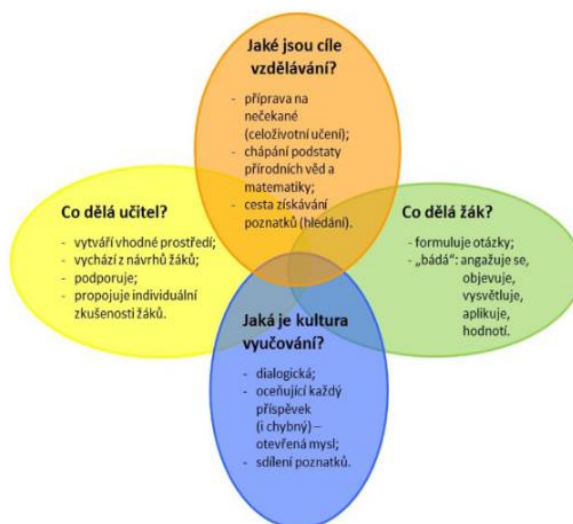 Jaké jsou cíle
vzdělávání?
- příprava na
nečekané
(celoživotní učení);
- chápání podstaty
přírodních věd a
matematiky;
- cesta získávání
poznatků (hledání).
Co dělá učitel?
- vytváří vhodné prostředí;
- vychází z návrhů žáků;
- podporuje;
- propojuje individuální
zkušenosti žáků.
Co dělá žák?
- formuluje otázky;
- „bádá“: angažuje se,
objevuje,
vysvětluje,
aplikuje,
hodnotí.
Jaká je kultura
vyučování?
- dialogická;
- oceňující každý
příspěvek
(i chybný) –
otevřená mysl;
- sdílení poznatků.